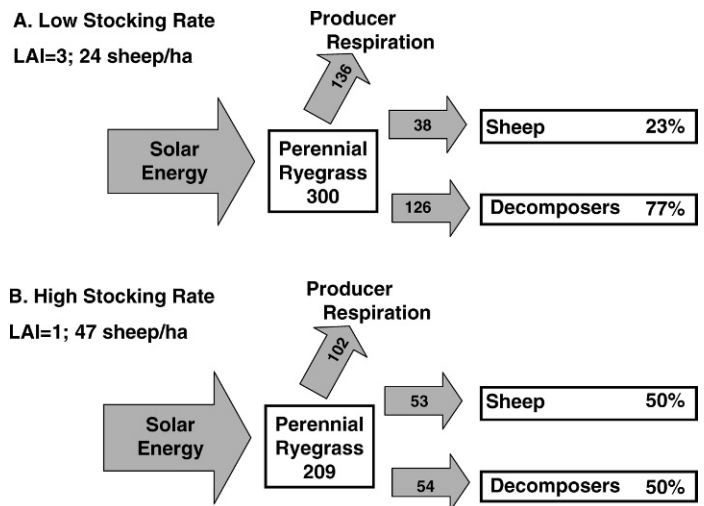 A. Low Stocking Rate
LAI=3; 24 sheep/ha
Producer
Respiration
136
Solar
Energy
Perennial
Ryegrass
300
38
Sheep 23%
126
Decomposers 77%
B. High Stocking Rate
LAI=1; 47 sheep/ha
Producer
Respiration
102
Solar
Energy
Perennial
Ryegrass
209
53
Sheep 50%
54
Decomposers 50%